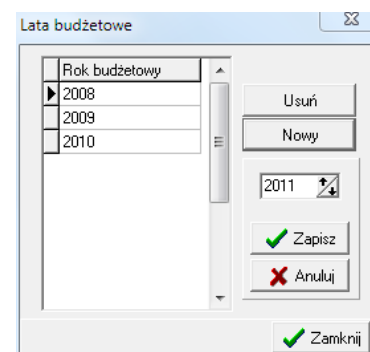 Lata budżetowe
Rok budżetowy
2008
2009
2010
Usuń
Nowy
2011
Zapisz
Anuluj
Zamknij